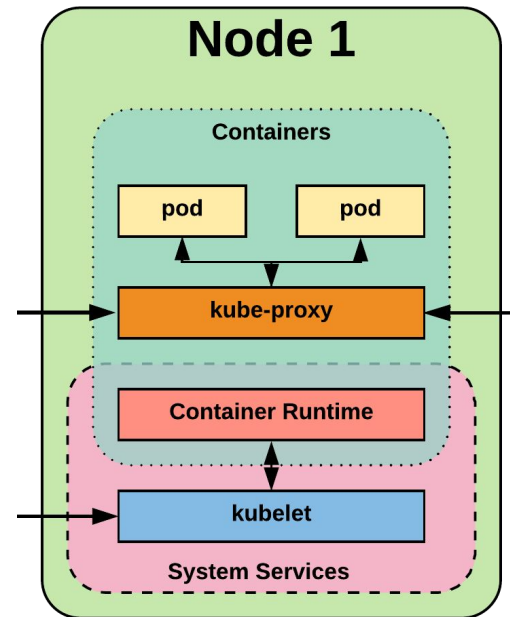 Node 1
Containers
pod
pod
kube-proxy
Container Runtime
kubelet
System Services